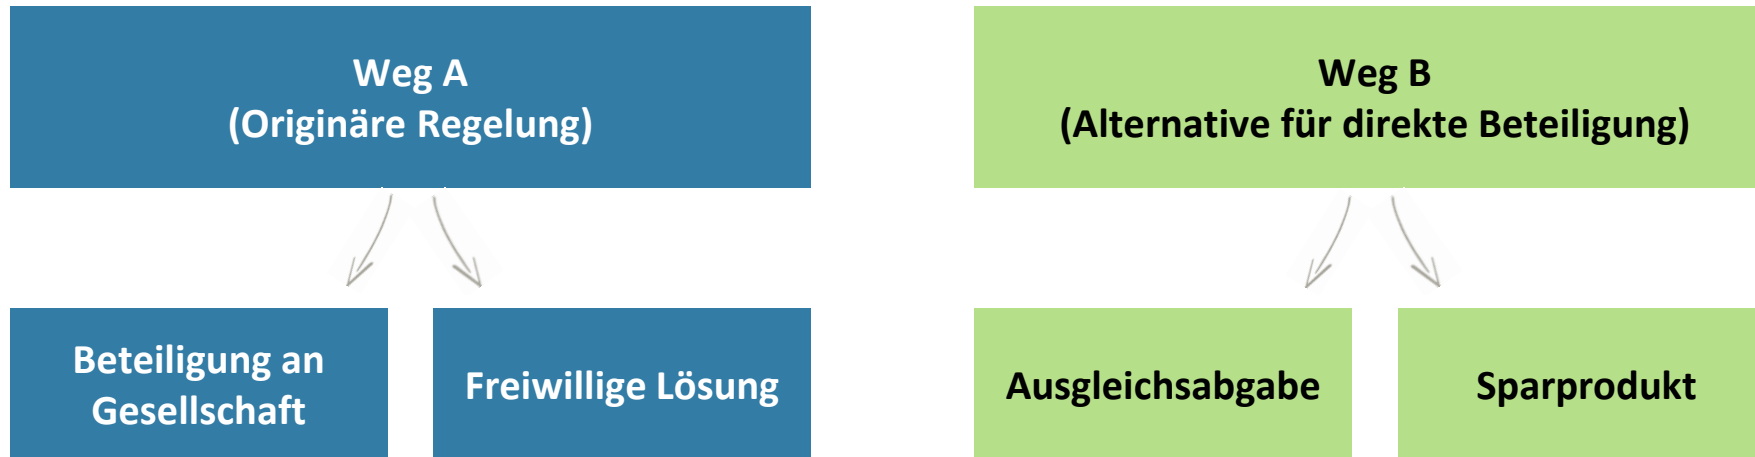 Weg A
(Originäre Regelung)
Weg B
(Alternative für direkte Beteiligung)
Beteiligung an
Gesellschaft
Freiwillige Lösung
Ausgleichsabgabe
Sparprodukt